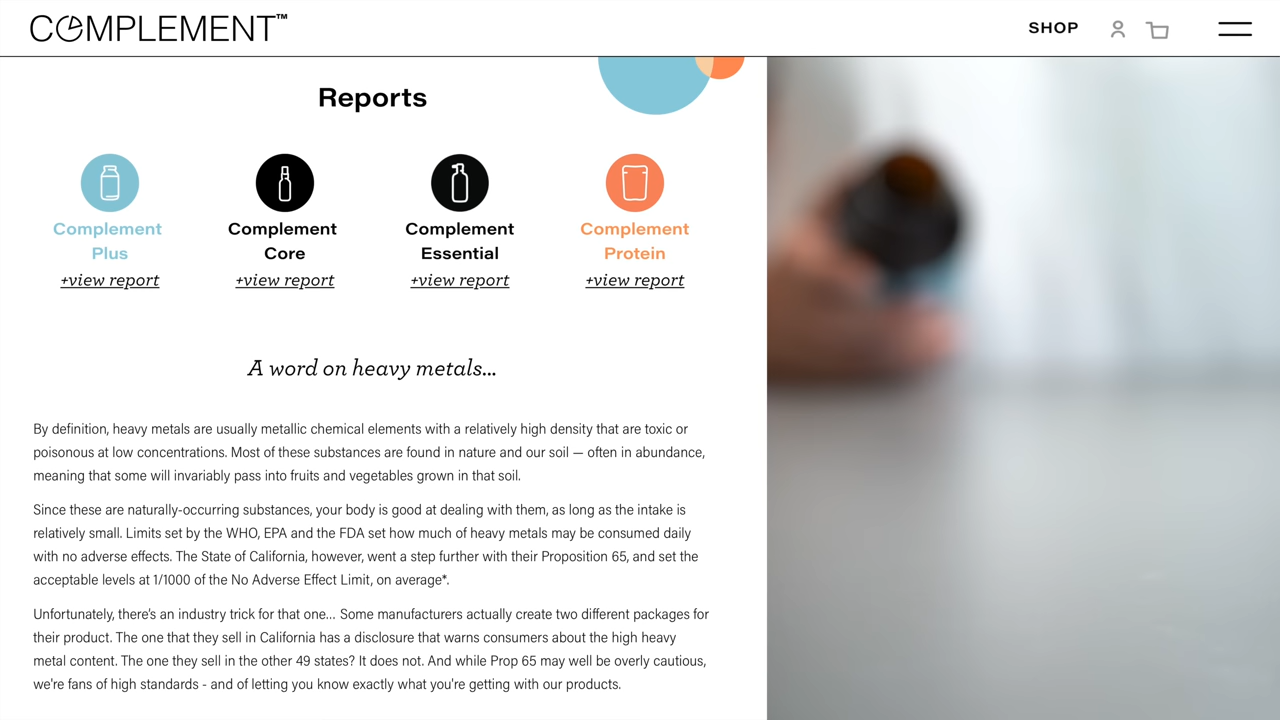 COMPLEMENT™
SHOP
Reports
Complement
Plus
+view report
Complement
Core
+view report
Complement
Essential
+view report
Complement
Protein
+view report
A word on heavy metals...
By definition, heavy metals are usually metallic chemical elements with a relatively high density that are toxic or
poisonous at low concentrations. Most of these substances are found in nature and our soil — often in abundance,
meaning that some will invariably pass into fruits and vegetables grown in that soil.
Since these are naturally-occurring substances, your body is good at dealing with them, as long as the intake is
relatively small. Limits set by the WHO, EPA and the FDA set how much of heavy metals may be consumed daily
with no adverse effects. The State of California, however, went a step further with their Proposition 65, and set the
acceptable levels at 1/1000 of the No Adverse Effect Limit, on average*.
Unfortunately, there's an industry trick for that one... Some manufacturers actually create two different packages for
their product. The one that they sell in California has a disclosure that warns consumers about the high heavy
metal content. The one they sell in the other 49 states? It does not. And while Prop 65 may well be overly cautious,
we're fans of high standards - and of letting you know exactly what you're getting with our products.